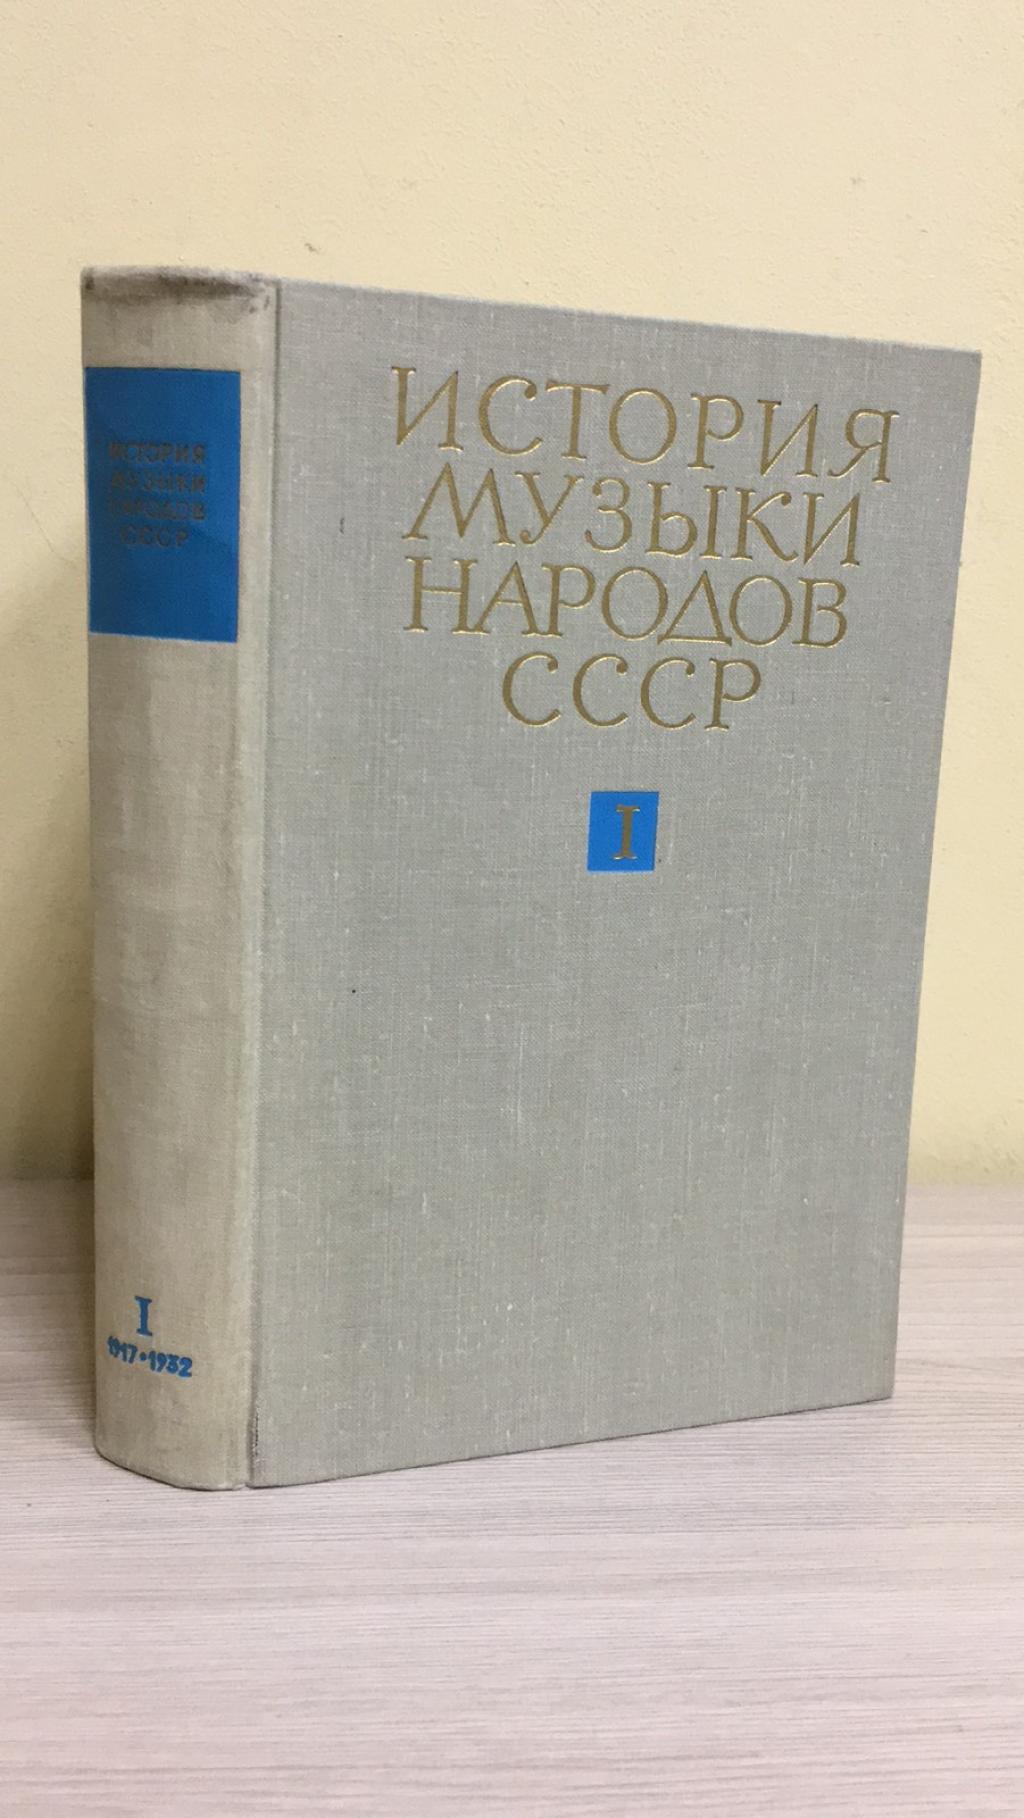 ИСТОРИЯ
МУЗЫКИ
НАРОДОВ
СССР
I
ИСТОРИЯ
МУЗЫКИ
НАРОДОВ
СССР
I
1917•1932